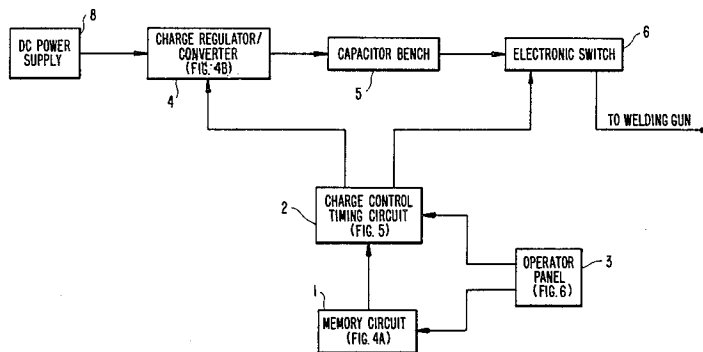 8
DC POWER
SUPPLY
CHARGE REGULATOR/
CONVERTER
(FIG. 4B)
4
CAPACITOR BENCH
5
ELECTRONIC SWITCH
6
TO WELDING GUN
2
CHARGE CONTROL
TIMING CIRCUIT
(FIG. 5)
OPERATOR
PANEL
(FIG. 6)
3
1
MEMORY CIRCUIT
(FIG. 4A)